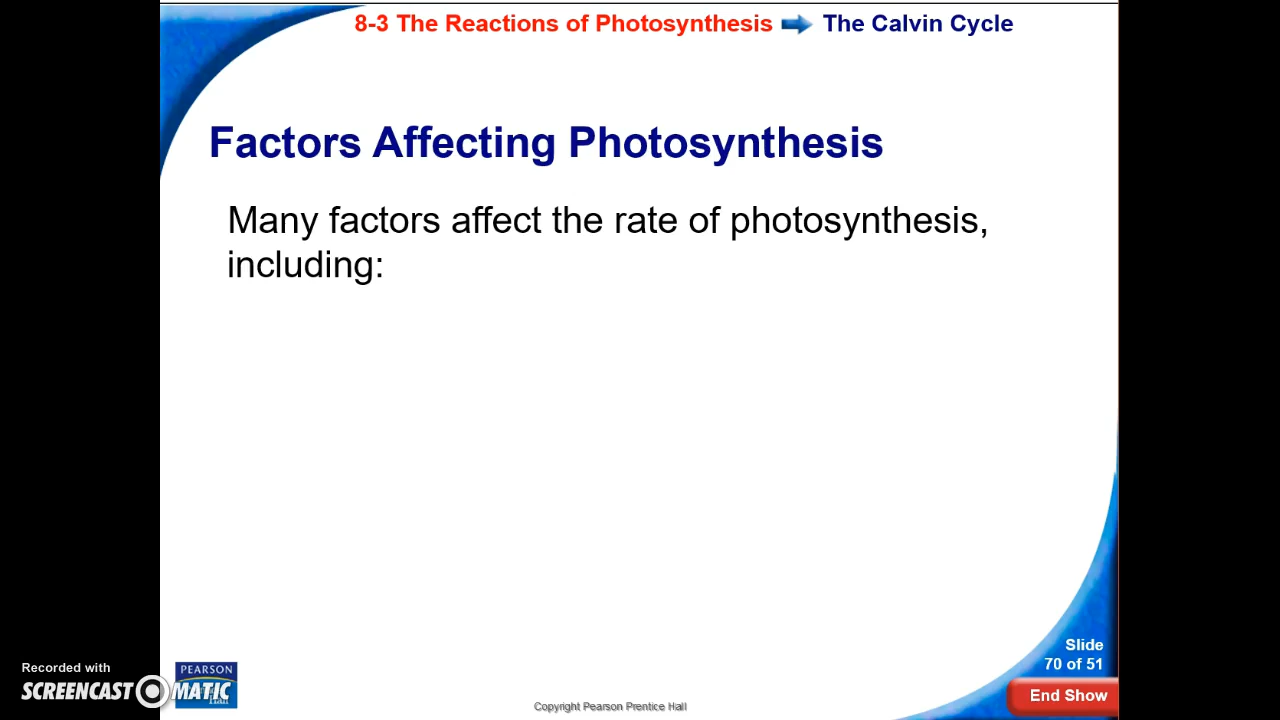 8-3 The Reactions of Photosynthesis The Calvin Cycle
Factors Affecting Photosynthesis
Many factors affect the rate of photosynthesis,
including:
Slide
70 of 51
End Show
Recorded with
SCREENCAST MATIC
PEARSON
Copyright Pearson Prentice Hall